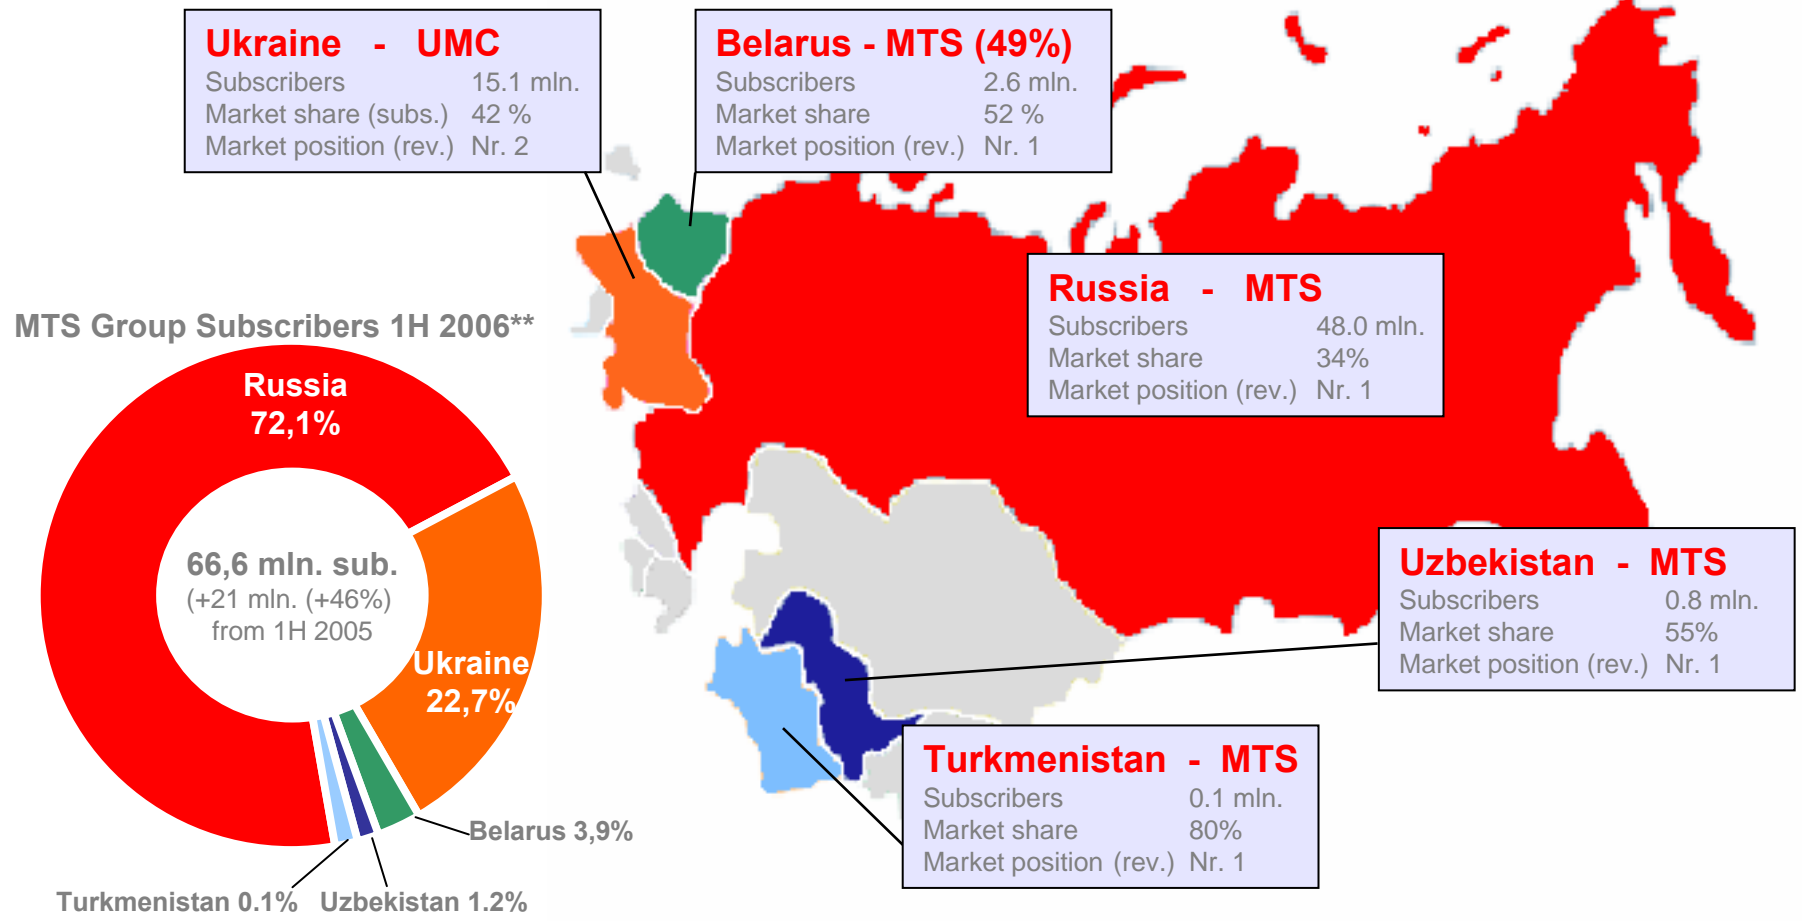 Ukraine - UMC
Subscribers 15.1 mln.
Market share (subs.) 42 %
Market position (rev.) Nr. 2
Belarus - MTS (49%)
Subscribers 2.6 mln.
Market share 52 %
Market position (rev.) Nr. 1
Russia - MTS
Subscribers 48.0 mln.
Market share 34%
Market position (rev.) Nr. 1
MTS Group Subscribers 1H 2006**
Russia
72,1%
66,6 mln. sub.
(+21 mln. (+46%)
from 1H 2005
Ukraine
22,7%
Belarus 3,9%
Turkmenistan 0.1%
Uzbekistan 1.2%
Uzbekistan - MTS
Subscribers 0.8 mln.
Market share 55%
Market position (rev.) Nr. 1
Turkmenistan - MTS
Subscribers 0.1 mln.
Market share 80%
Market position (rev.) Nr. 1